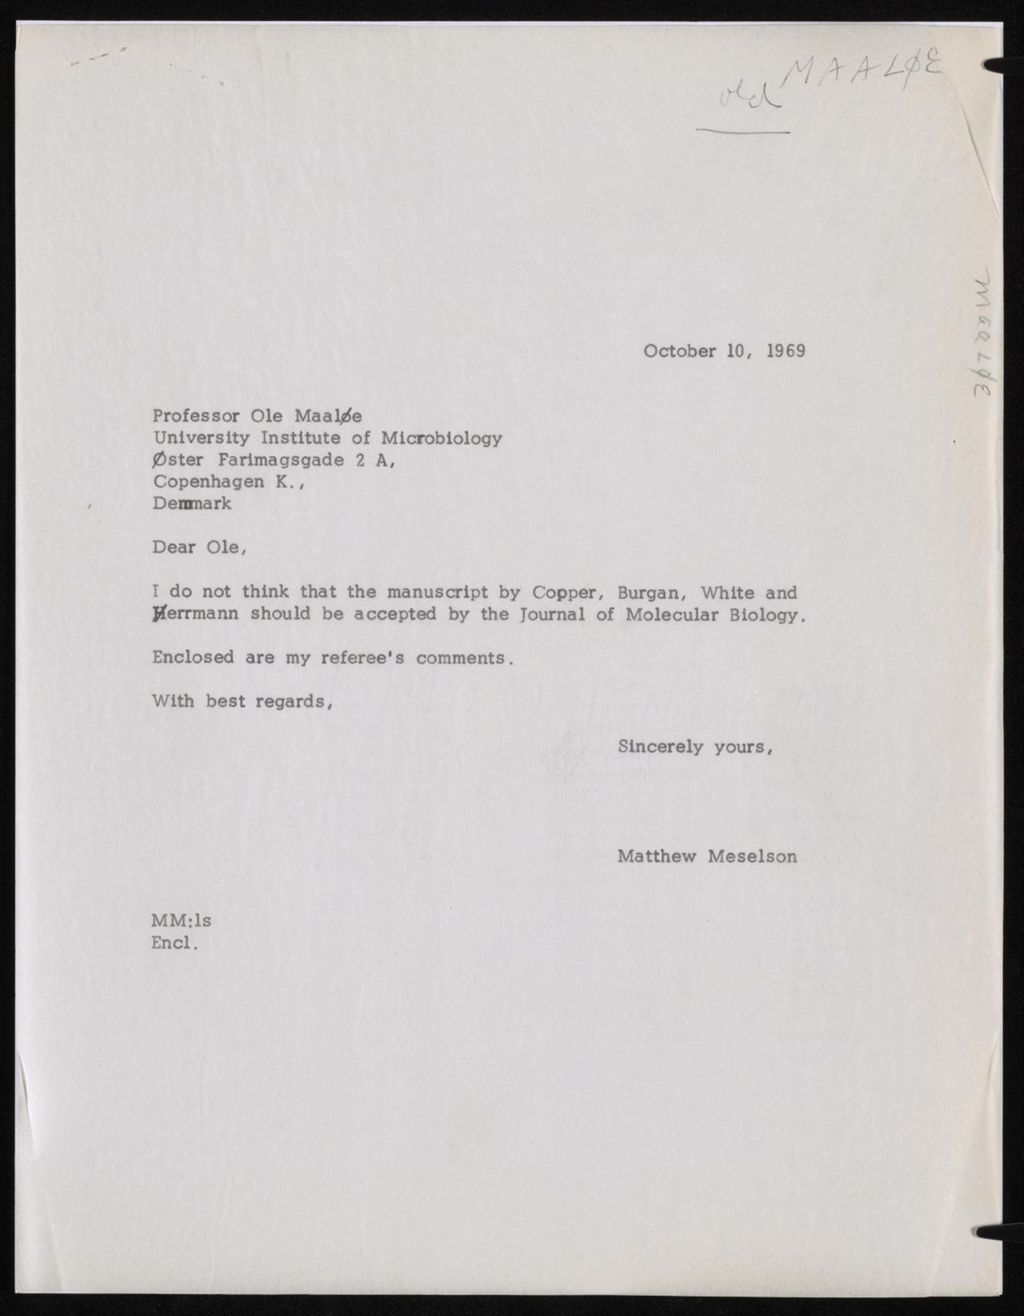 MAALØE
old
Maaløe
October 10, 1969
Professor Ole Maaløe
University Institute of Microbiology
Øster Farimagsgade 2 A,
Copenhagen K.,
Denmark
Dear Ole,
I do not think that the manuscript by Copper, Burgan, White and
Herrmann should be accepted by the Journal of Molecular Biology.
Enclosed are my referee's comments.
With best regards,
Sincerely yours,
Matthew Meselson
MM:ls
Encl.